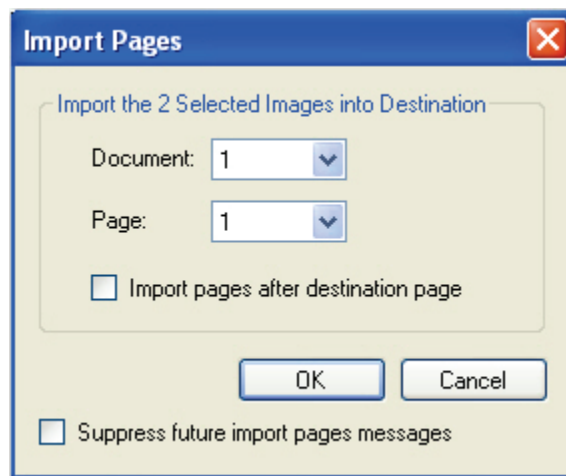 Import Pages
Import the 2 Selected Images into Destination
Document: 1
Page: 1
Import pages after destination page
OK Cancel
Suppress future import pages messages